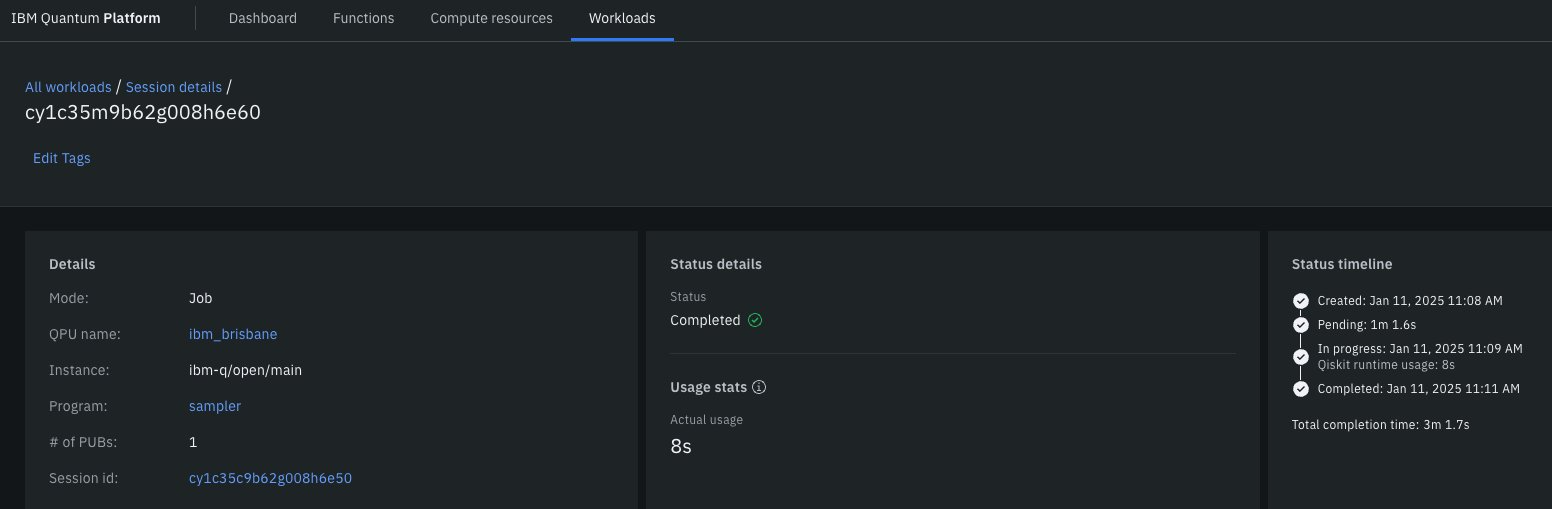 IBM Quantum Platform Dashboard Functions Compute resources Workloads
All workloads / Session details /
cy1c35m9b62g008h6e60
Edit Tags
Details
Mode: Job
QPU name: ibm_brisbane
Instance: ibm-q/open/main
Program: sampler
# of PUBs: 1
Session id: cy1c35c9b62g008h6e50
Status details
Status
Completed
Usage stats
Actual usage
8s
Status timeline
Created: Jan 11, 2025 11:08 AM
Pending: 1m 1.6s
In progress: Jan 11, 2025 11:09 AM
Qiskit runtime usage: 8s
Completed: Jan 11, 2025 11:11 AM
Total completion time: 3m 1.7s